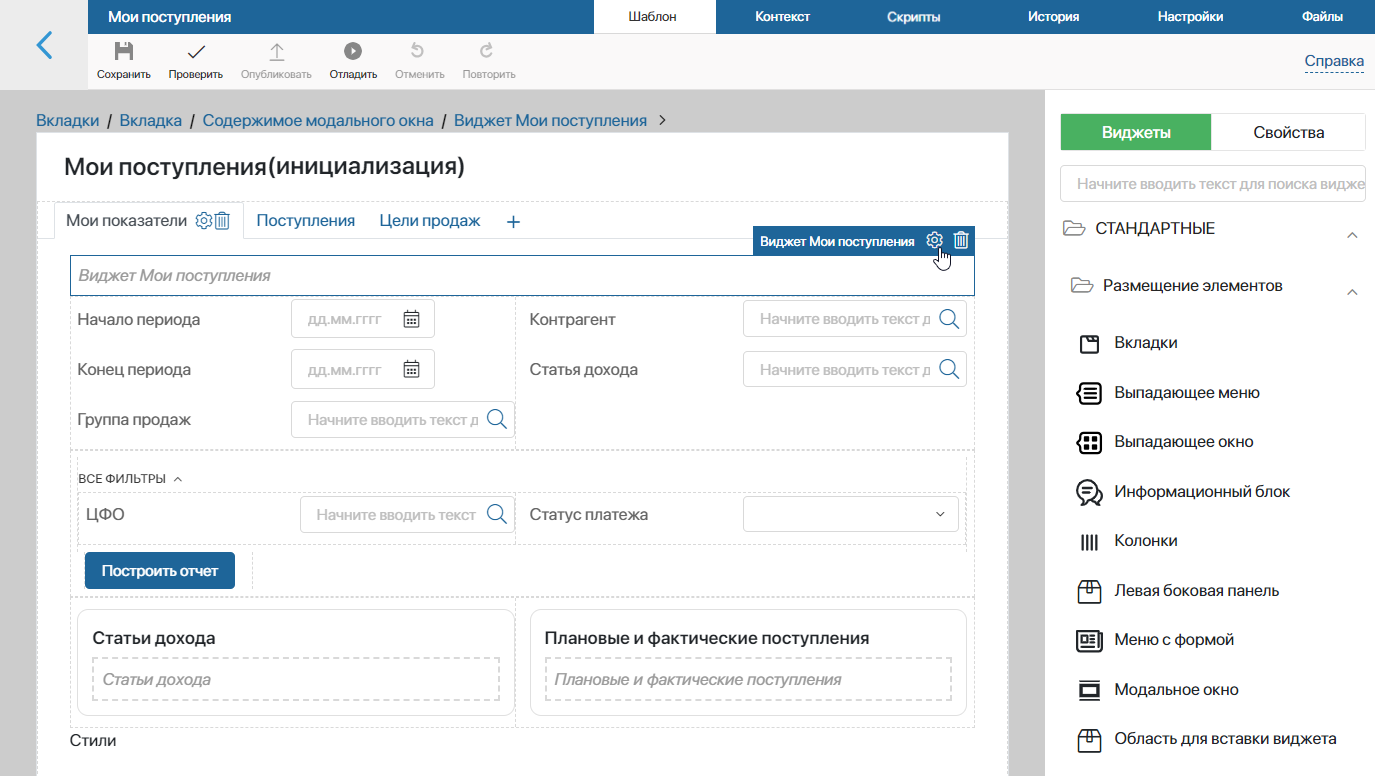 Мои поступления
Шаблон
Контекст
Скрипты
История
Настройки
Файлы
Сохранить
Проверить
Опубликовать
Отладить
Отменить
Повторить
Справка
Вкладки / Вкладка / Содержимое модального окна / Виджет Мои поступления
Мои поступления(инициализация)
Мои показатели
Поступления
Цели продаж
+
Виджет Мои поступления
Виджет Мои поступления
Начало периода
дд.мм.гггг
Контрагент
Начните вводить текст д
Конец периода
дд.мм.гггг
Статья дохода
Начните вводить текст д
Группа продаж
Начните вводить текст д
ВСЕ ФИЛЬТРЫ
ЦФО
Начните вводить текст
Статус платежа
Построить отчет
Статьи дохода
Статьи дохода
Плановые и фактические поступления
Плановые и фактические поступления
Стили
Виджеты
Свойства
Начните вводить текст для поиска видже
СТАНДАРТНЫЕ
Размещение элементов
Вкладки
Выпадающее меню
Выпадающее окно
Информационный блок
Колонки
Левая боковая панель
Меню с формой
Модальное окно
Область для вставки виджета